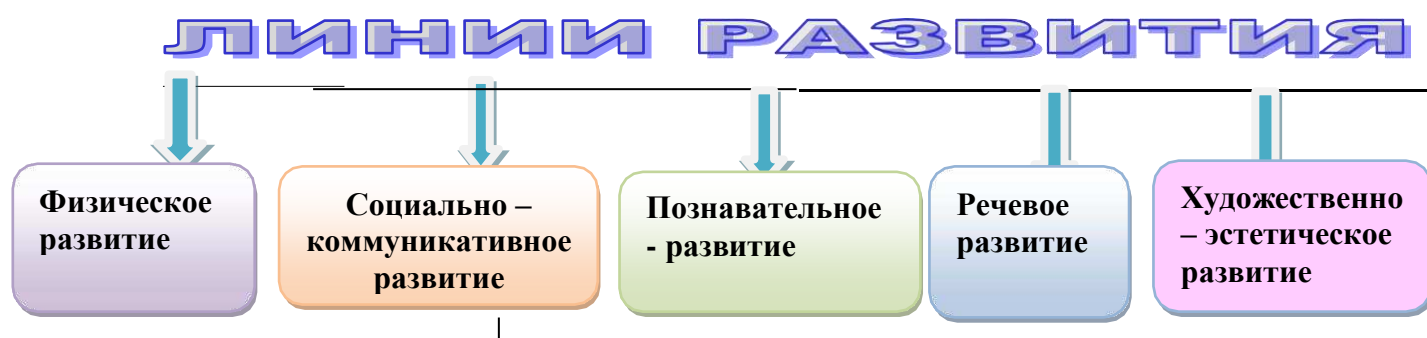 ЛИНИИ РАЗВИТИЯ
Физическое
развитие
Социально –
коммуникативное
развитие
Познавательное
- развитие
Речевое
развитие
Художественно
– эстетическое
развитие